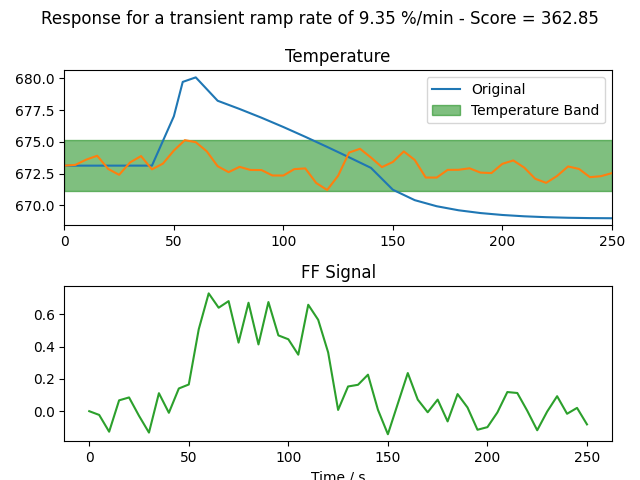 Response for a transient ramp rate of 9.35 %/min - Score = 362.85
Temperature
680.0
677.5
675.0
672.5
670.0
Original
Temperature Band
0 50 100 150 200 250
FF Signal
0.6
0.4
0.2
0.0
0 50 100 150 200 250
Time / s